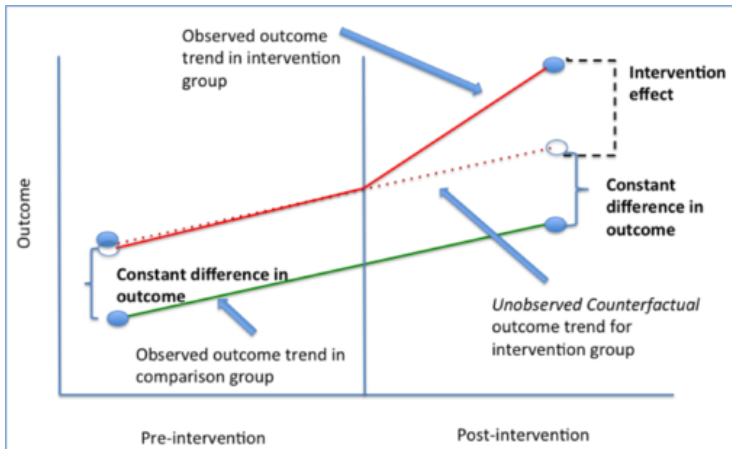 Observed outcome
trend in intervention
group
Intervention
effect
Outcome
Constant difference in
outcome
Constant difference in
outcome
Unobserved Counterfactual
outcome trend for
intervention group
Observed outcome trend in
comparison group
Pre-intervention
Post-intervention